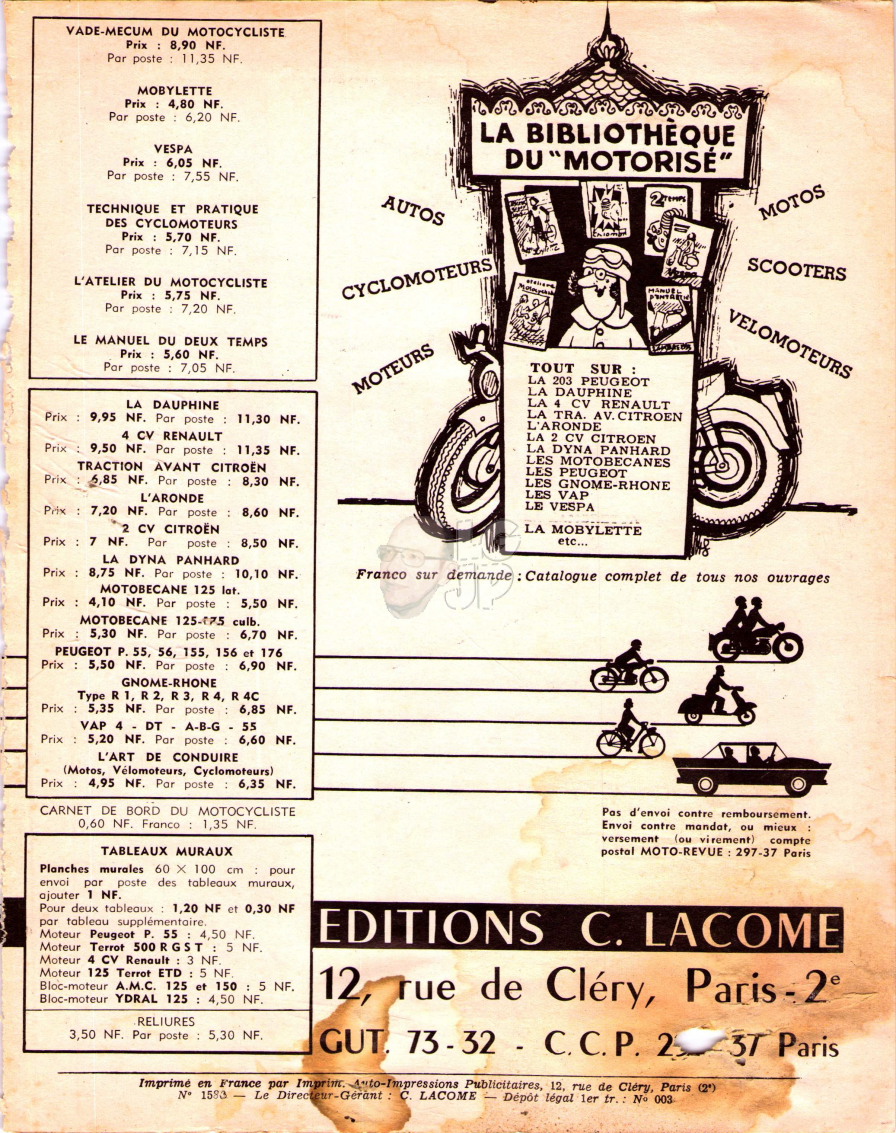 VADE-MECUM DU MOTOCYCLISTE
Prix : 8,90 NF.
Par poste : 11,35 NF.
MOBYLETTE
Prix : 4,80 NF.
Par poste : 6,20 NF.
VESPA
Prix : 6,05 NF.
Par poste : 7,55 NF.
TECHNIQUE ET PRATIQUE
DES CYCLOMOTEURS
Prix : 5,70 NF.
Par poste : 7,15 NF.
L'ATELIER DU MOTOCYCLISTE
Prix : 5,75 NF.
Par poste : 7,20 NF.
LE MANUEL DU DEUX TEMPS
Prix : 5,60 NF.
Par poste : 7,05 NF.
LA DAUPHINE
Prix : 9,95 NF. Par poste : 11,30 NF.
4 CV RENAULT
Prix : 9,50 NF. Par poste : 11,35 NF.
TRACTION AVANT CITROËN
Prix : 6,85 NF. Par poste : 8,30 NF.
L'ARONDE
Prix : 7,20 NF. Par poste : 8,60 NF.
2 CV CITROËN
Prix : 7 NF. Par poste : 8,50 NF.
LA DYNA PANHARD
Prix : 8,75 NF. Par poste : 10,10 NF.
MOTOBECANE 125 lat.
Prix : 4,10 NF. Par poste : 5,50 NF.
MOTOBECANE 125-175 culb.
Prix : 5,30 NF. Par poste : 6,70 NF.
PEUGEOT P. 55, 56, 155, 156 et 176
Prix : 5,50 NF. Par poste : 6,90 NF.
GNOME-RHONE
Type R 1, R 2, R 3, R 4, R 4C
Prix : 5,35 NF. Par poste : 6,85 NF.
VAP 4 - DT - A-B-G - 55
Prix : 5,20 NF. Par poste : 6,60 NF.
L'ART DE CONDUIRE
(Motos, Vélomoteurs, Cyclomoteurs)
Prix : 4,95 NF. Par poste : 6,35 NF.
CARNET DE BORD DU MOTOCYCLISTE
0,60 NF. Franco : 1,35 NF.
TABLEAUX MURAUX
Planches murales 60 X 100 cm : pour
envoi par poste des tableaux muraux,
ajouter 1 NF.
Pour deux tableaux : 1,20 NF et 0,30 NF
par tableau supplémentaire.
Moteur Peugeot P. 55 : 4,50 NF.
Moteur Terrot 500 R G S T : 5 NF.
Moteur 4 CV Renault : 3 NF.
Moteur 125 Terrot ETD : 5 NF.
Bloc-moteur A.M.C. 125 et 150 : 5 NF.
Bloc-moteur YDRAL 125 : 4,50 NF.
RELIURES
3,50 NF. Par poste : 5,30 NF.
LA BIBLIOTHÈQUE
DU "MOTORISÉ"
AUTOS
CYCLOMOTEURS
MOTEURS
MOTOS
SCOOTERS
VELOMOTEURS
2 TEMPS
Vespa
MANUEL
D'ENTRETIEN
TOUT SUR :
LA 203 PEUGEOT
LA DAUPHINE
LA 4 CV RENAULT
LA TRA. AV. CITROEN
L'ARONDE
LA 2 CV CITROEN
LA DYNA PANHARD
LES MOTOBECANES
LES PEUGEOT
LES GNOME-RHONE
LES VAP
LE VESPA
LA MOBYLETTE
etc...
Franco sur demande : Catalogue complet de tous nos ouvrages
Pas d'envoi contre remboursement.
Envoi contre mandat, ou mieux :
versement (ou virement) compte
postal MOTO-REVUE : 297-37 Paris
EDITIONS C. LACOME
12, rue de Cléry, Paris-2e
GUT. 73-32 - C.C.P. 37 Paris
Imprimé en France par Imprim. Auto-Impressions Publicitaires, 12, rue de Cléry, Paris (2e)
N° — Le Directeur-Gérant : C. LACOME — Dépôt légal 1er tr. : No 003